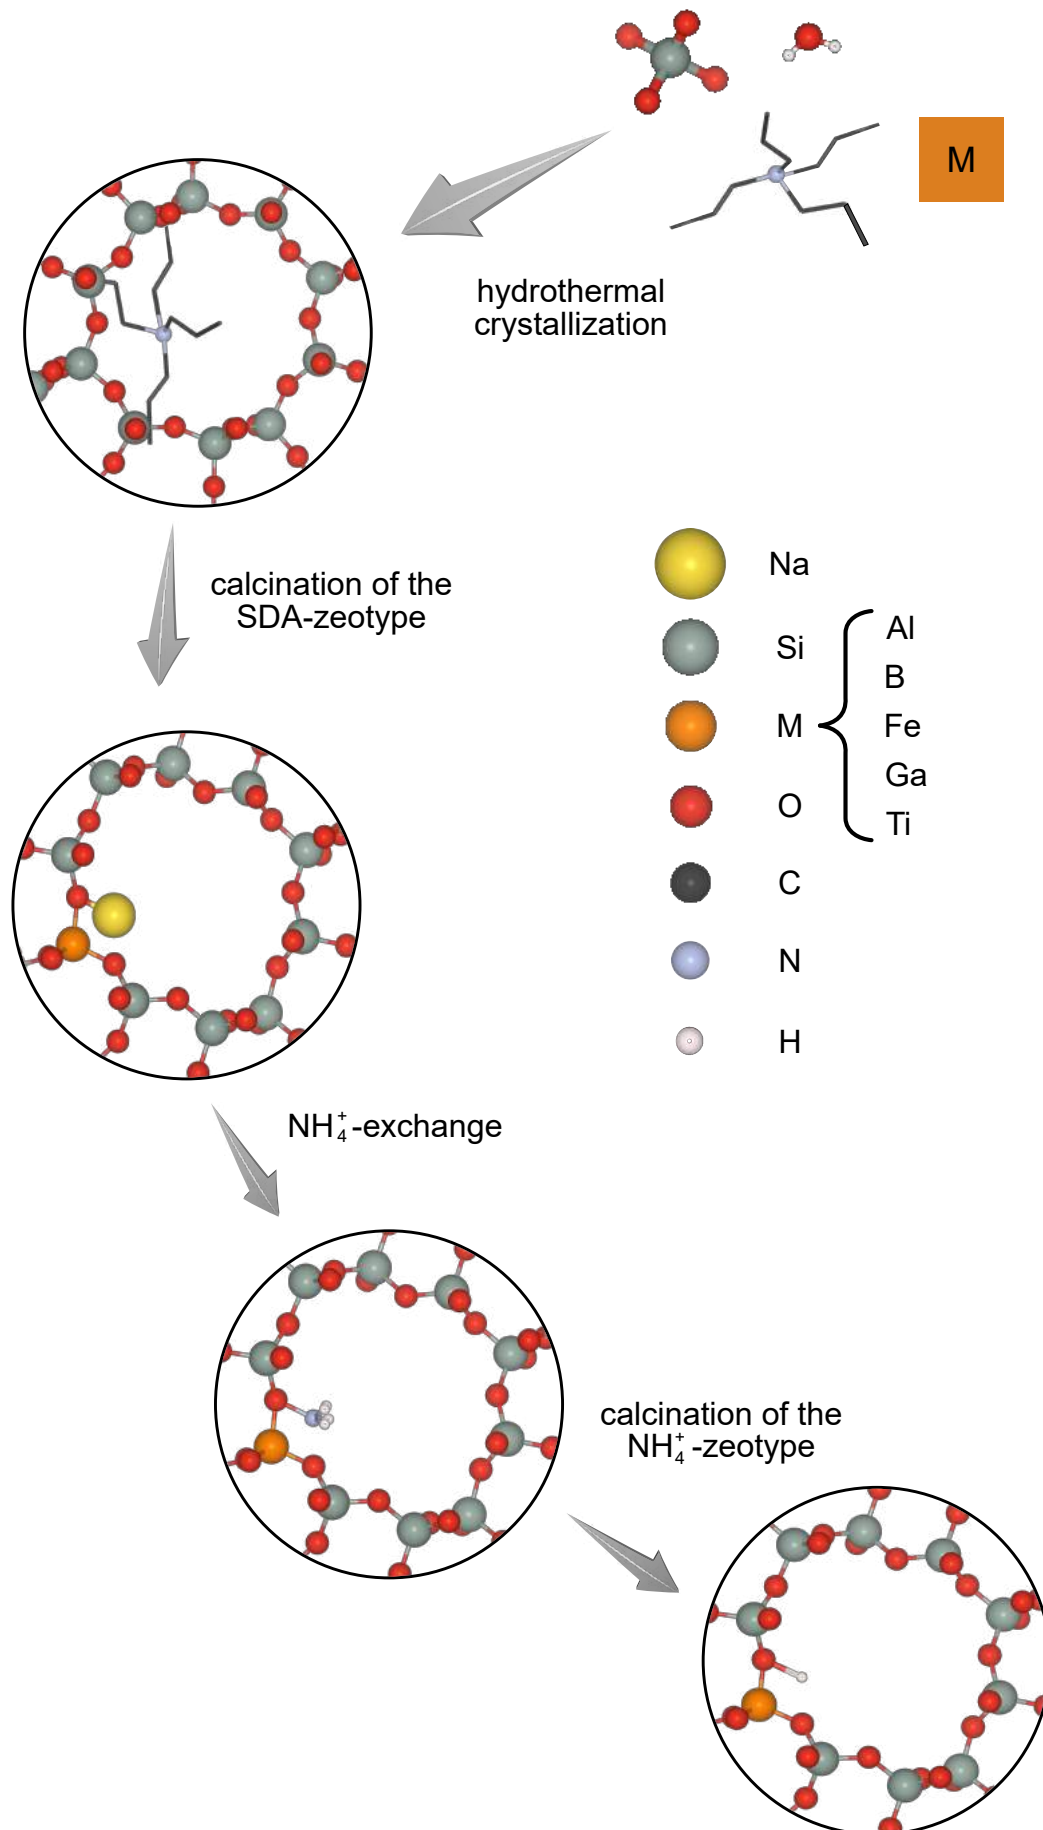 M
hydrothermal
crystallization
calcination of the
SDA-zeotype
Na
Si
M
O
C
N
H
Al
B
Fe
Ga
Ti
NH₄⁺-exchange
calcination of the
NH₄⁺-zeotype